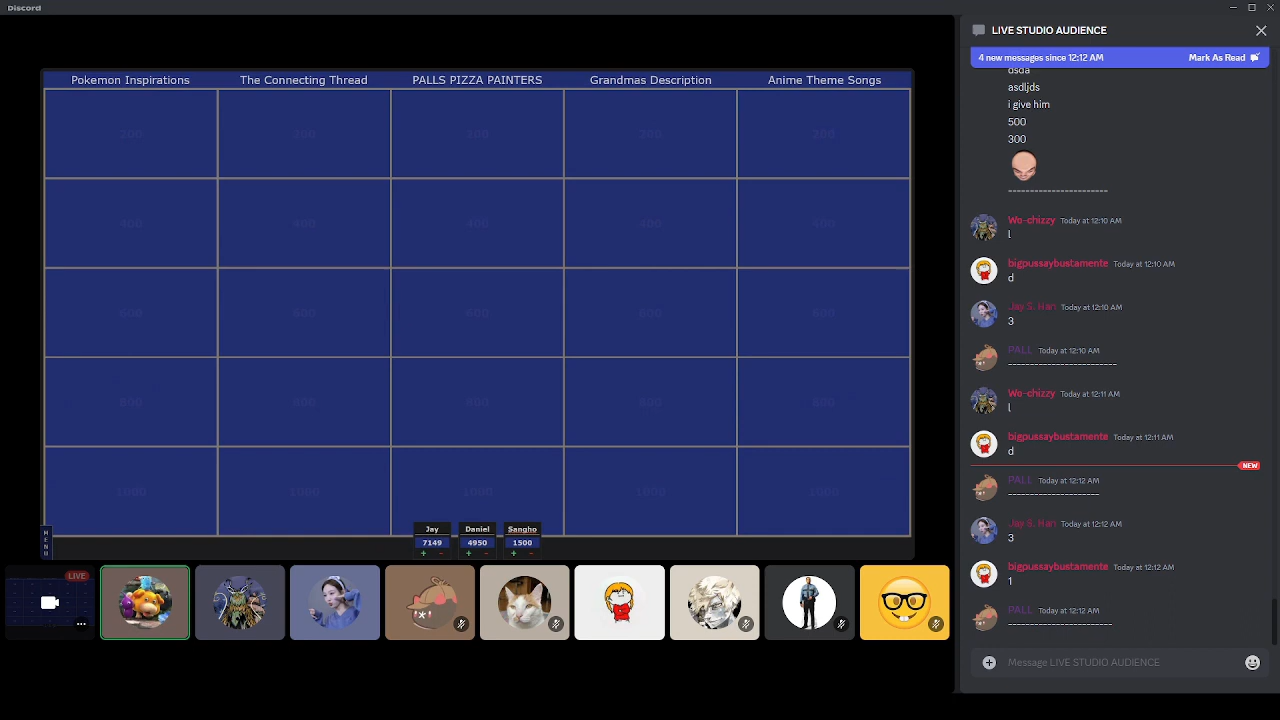 Discord
LIVE STUDIO AUDIENCE
4 new messages since 12:12 AM Mark As Read
Pokemon Inspirations The Connecting Thread PALLS PIZZA PAINTERS Grandmas Description Anime Theme Songs
dsda
asdljds
i give him
500
300
------------------------
Wo-chizzy Today at 12:10 AM
l
bigpussaybustamente Today at 12:10 AM
d
Jay S. Han Today at 12:10 AM
3
PALL Today at 12:10 AM
--------------------------
Wo-chizzy Today at 12:11 AM
l
bigpussaybustamente Today at 12:11 AM
d
NEW
PALL Today at 12:12 AM
----------------------
Jay S. Han Today at 12:12 AM
3
bigpussaybustamente Today at 12:12 AM
1
PALL Today at 12:12 AM
-------------------------
MENU
Jay Daniel Sangho
7149 4950 1500
+ - + - + -
LIVE
Message LIVE STUDIO AUDIENCE